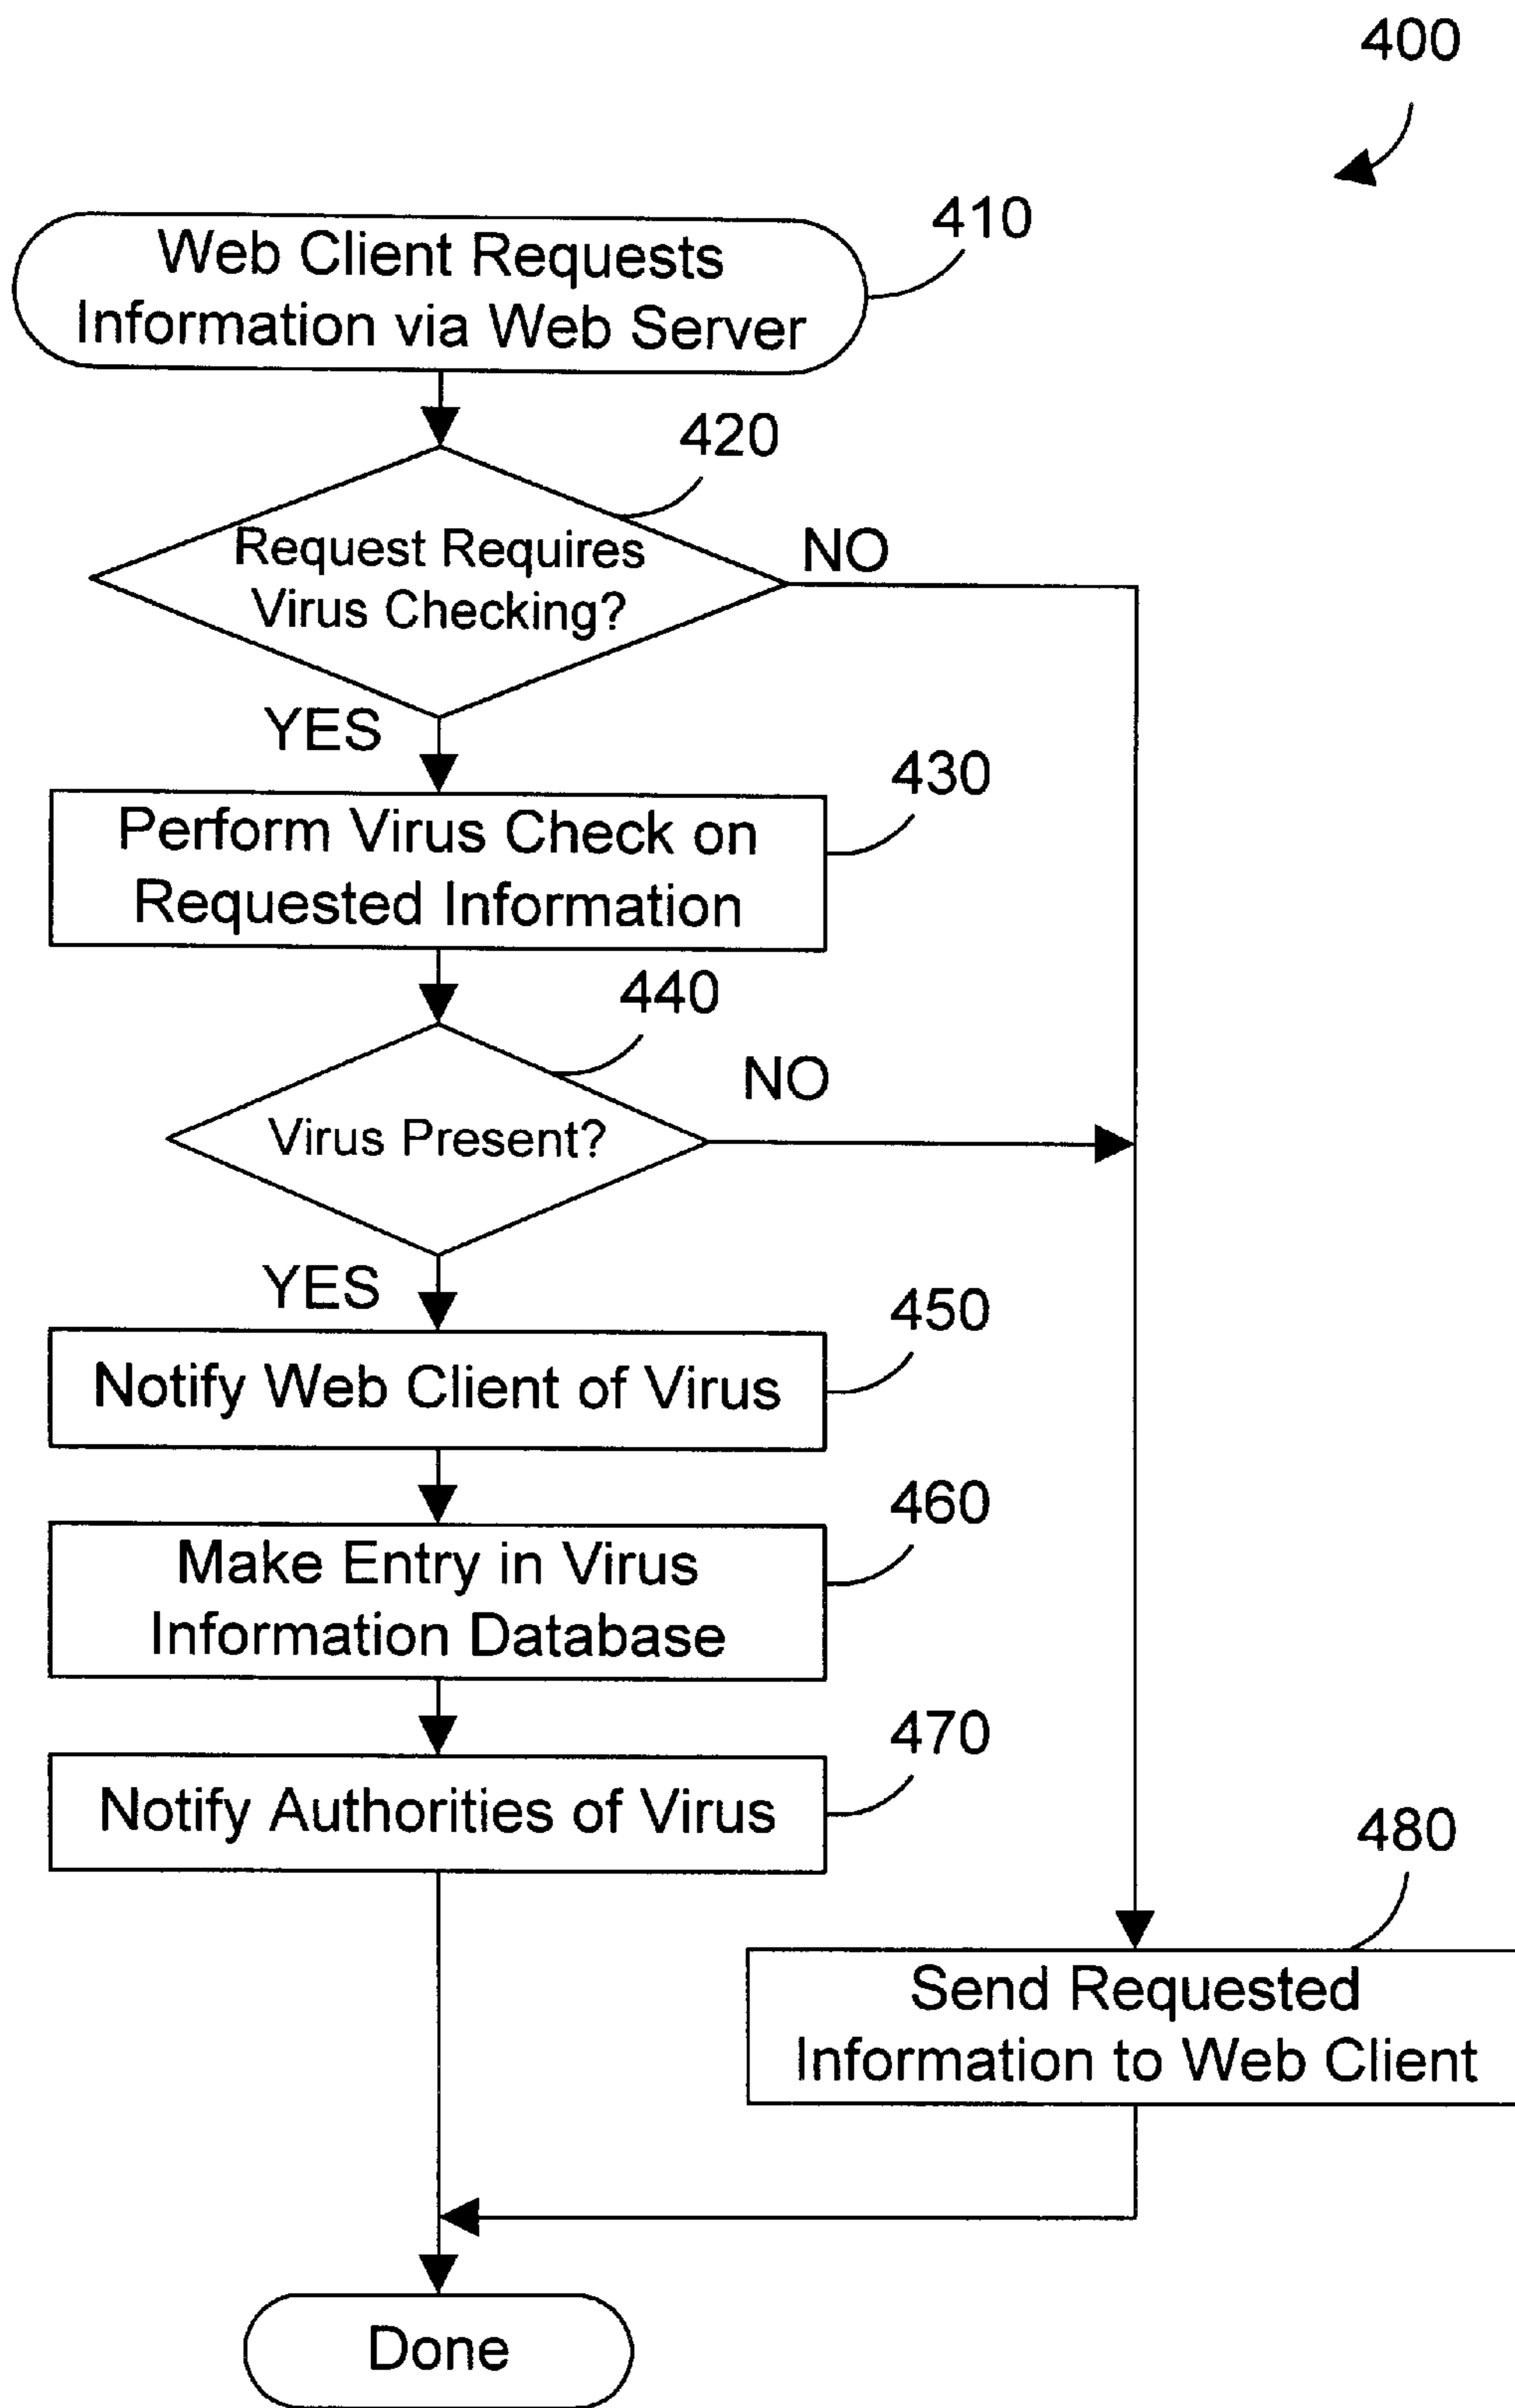 400
410
Web Client Requests
Information via Web Server
420
Request Requires
Virus Checking?
NO
YES
430
Perform Virus Check on
Requested Information
440
NO
Virus Present?
YES
450
Notify Web Client of Virus
460
Make Entry in Virus
Information Database
470
Notify Authorities of Virus
480
Send Requested
Information to Web Client
Done